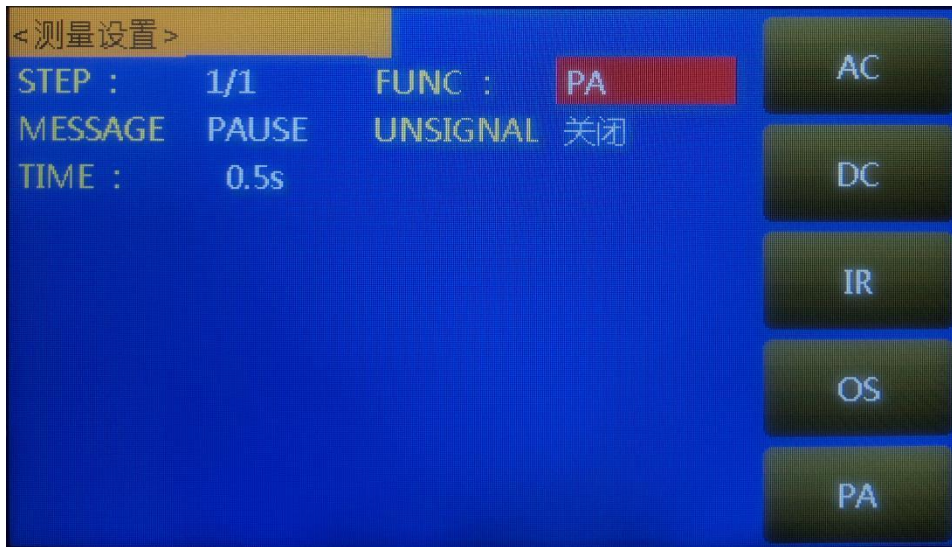 <测量设置>
STEP : 1/1 FUNC : PA
MESSAGE PAUSE UNSIGNAL 关闭
TIME : 0.5s
AC
DC
IR
OS
PA